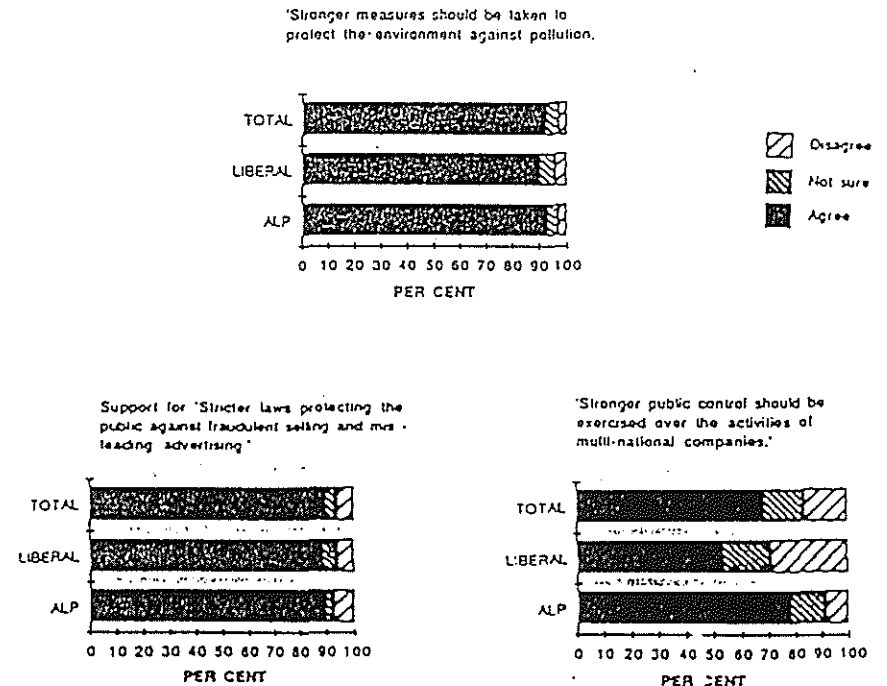 'Stronger measures should be taken to
protect the environment against pollution.
TOTAL
LIBERAL
ALP
0 10 20 30 40 50 60 70 80 90 100
PER CENT
Disagree
Not sure
Agree
Support for 'Stricter laws protecting the
public against fraudulent selling and mis-
leading advertising'
TOTAL
LIBERAL
ALP
0 10 20 30 40 50 60 70 80 90 100
PER CENT
'Stronger public control should be
exercised over the activities of
multi-national companies.'
TOTAL
LIBERAL
ALP
0 10 20 30 40 50 60 70 80 90 100
PER CENT